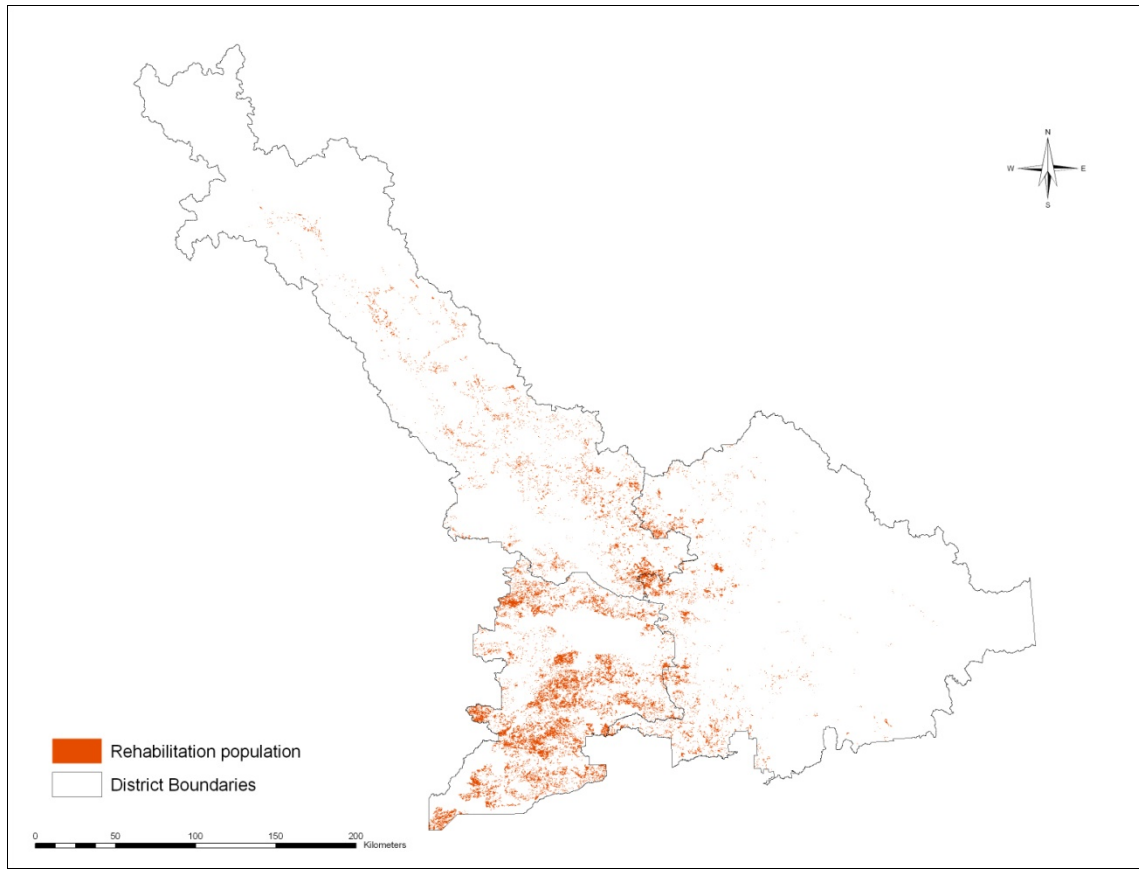 N
W E
S
Rehabilitation population
District Boundaries
0 50 100 150 200
Kilometers